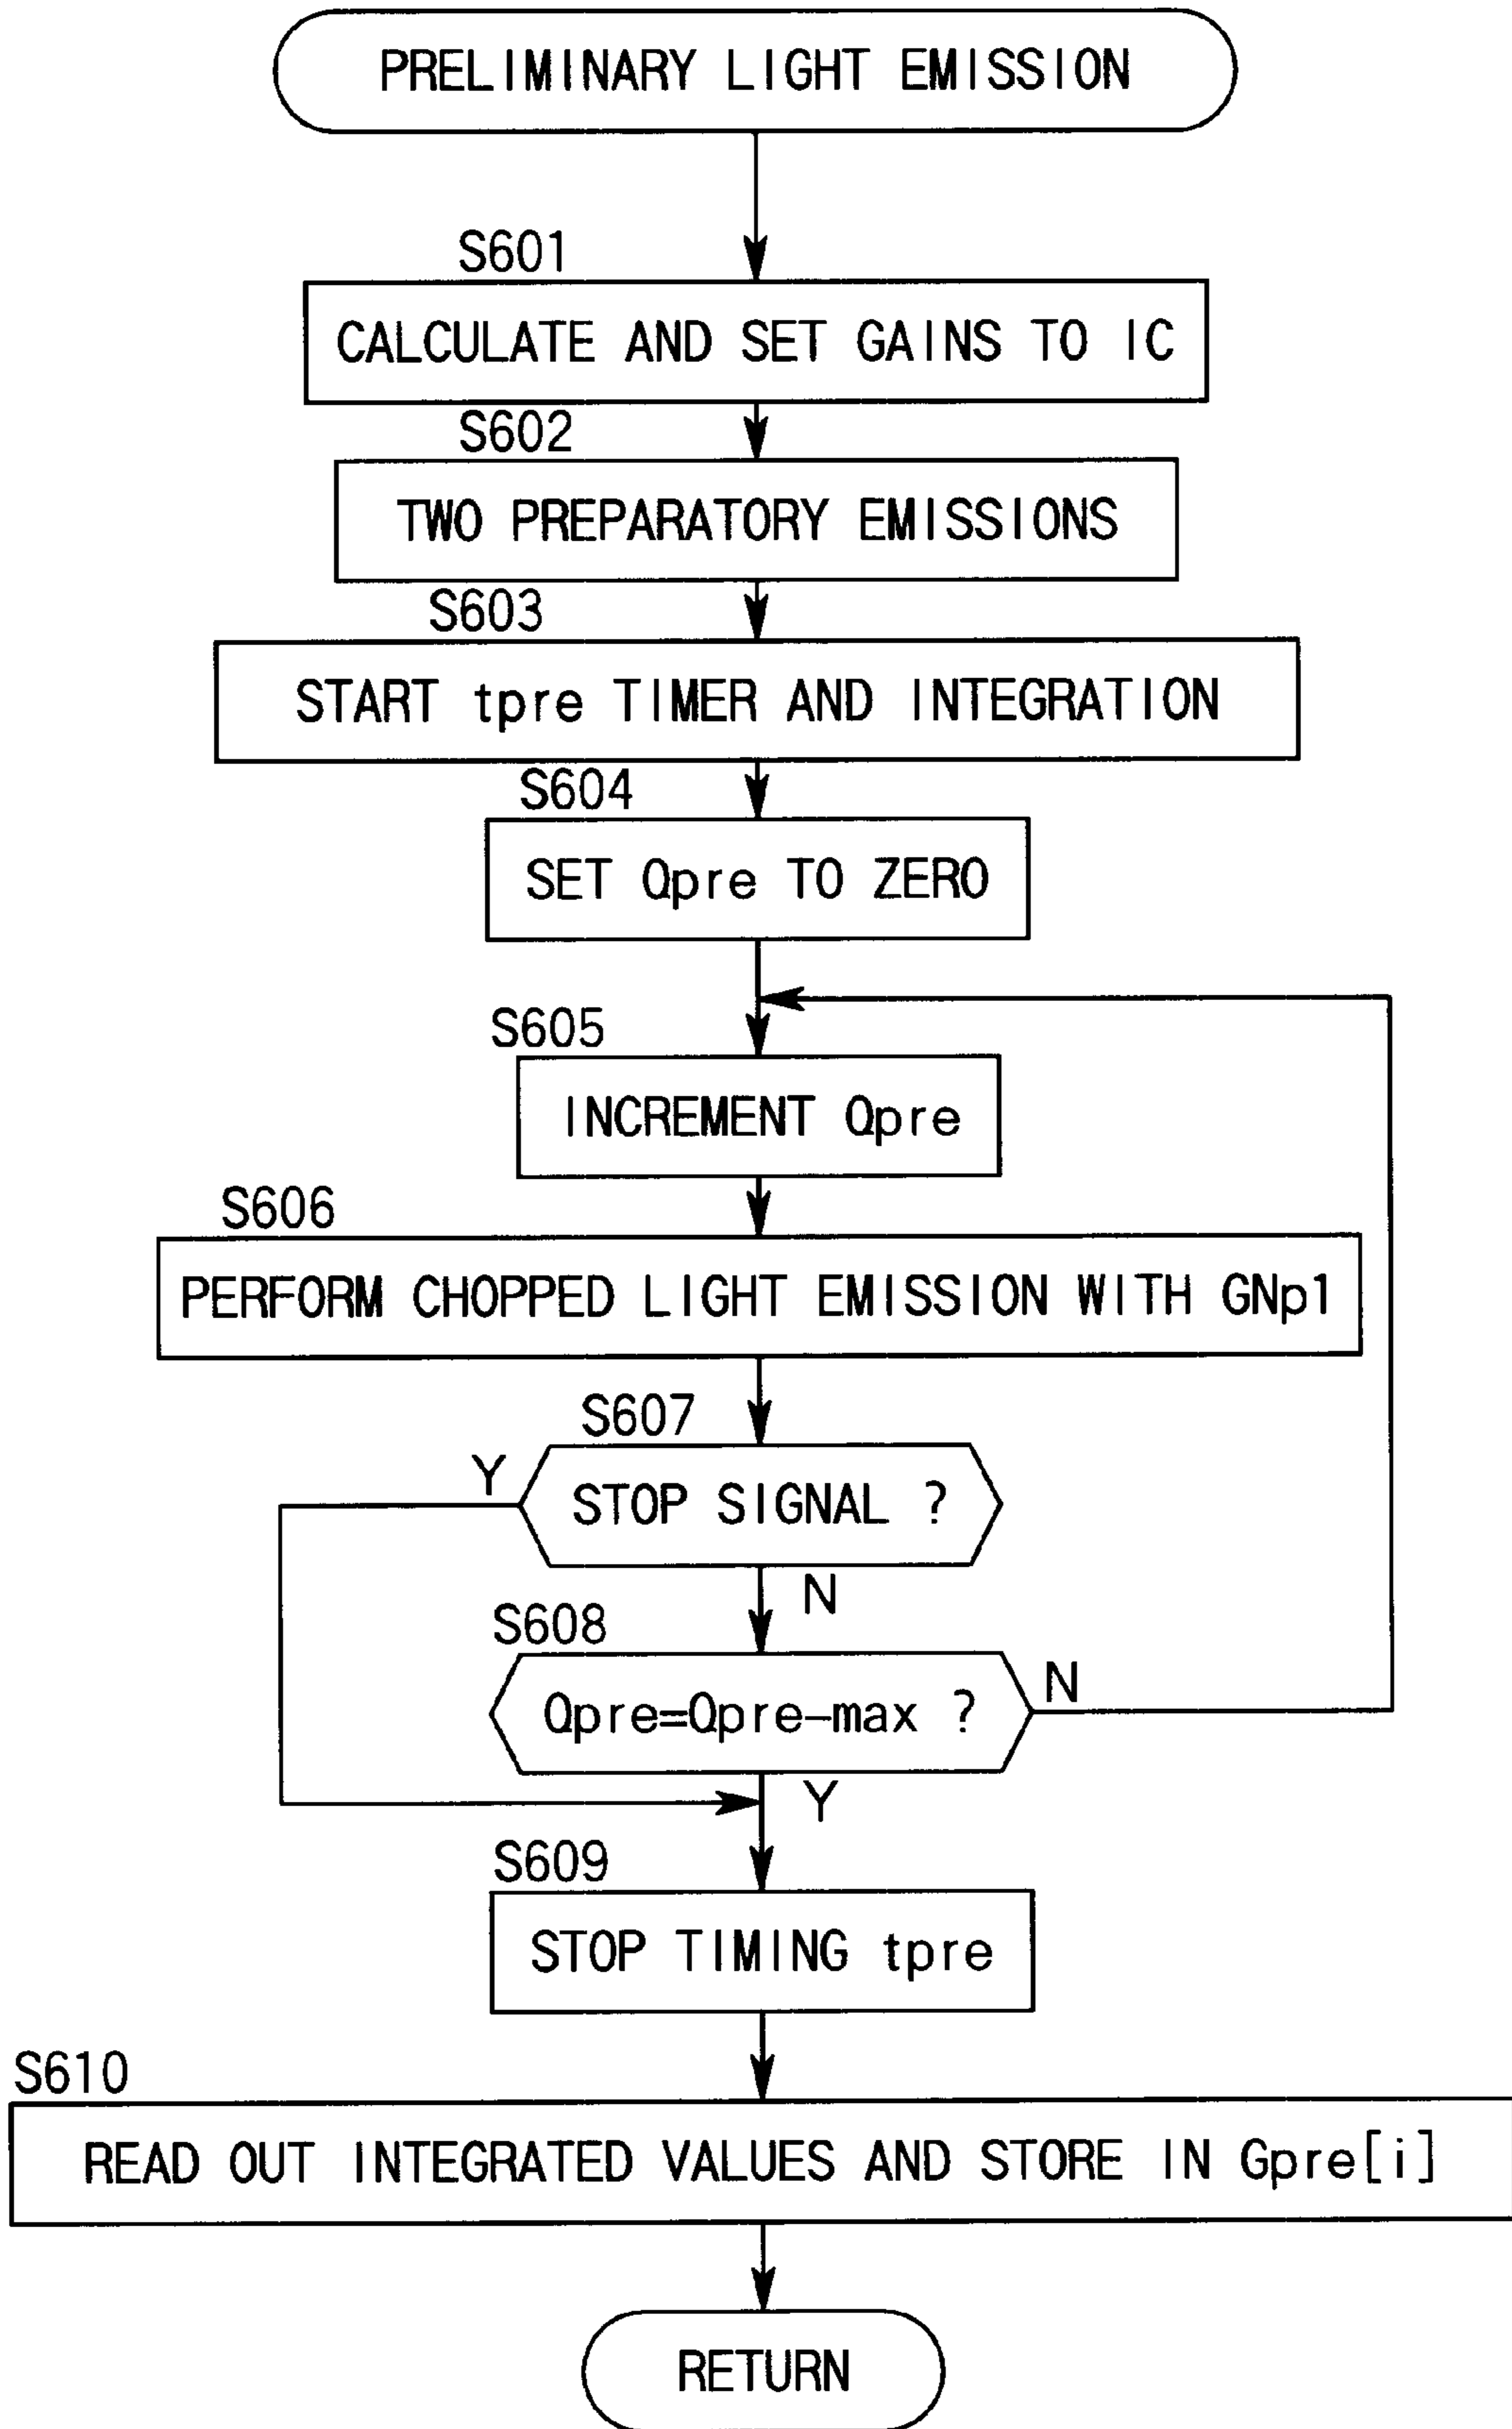 PRELIMINARY LIGHT EMISSION
S601
CALCULATE AND SET GAINS TO IC
S602
TWO PREPARATORY EMISSIONS
S603
START tpre TIMER AND INTEGRATION
S604
SET Qpre TO ZERO
S605
INCREMENT Qpre
S606
PERFORM CHOPPED LIGHT EMISSION WITH GNp1
S607
Y
STOP SIGNAL ?
N
S608
Qpre=Qpre-max ?
N
Y
S609
STOP TIMING tpre
S610
READ OUT INTEGRATED VALUES AND STORE IN Gpre[i]
RETURN